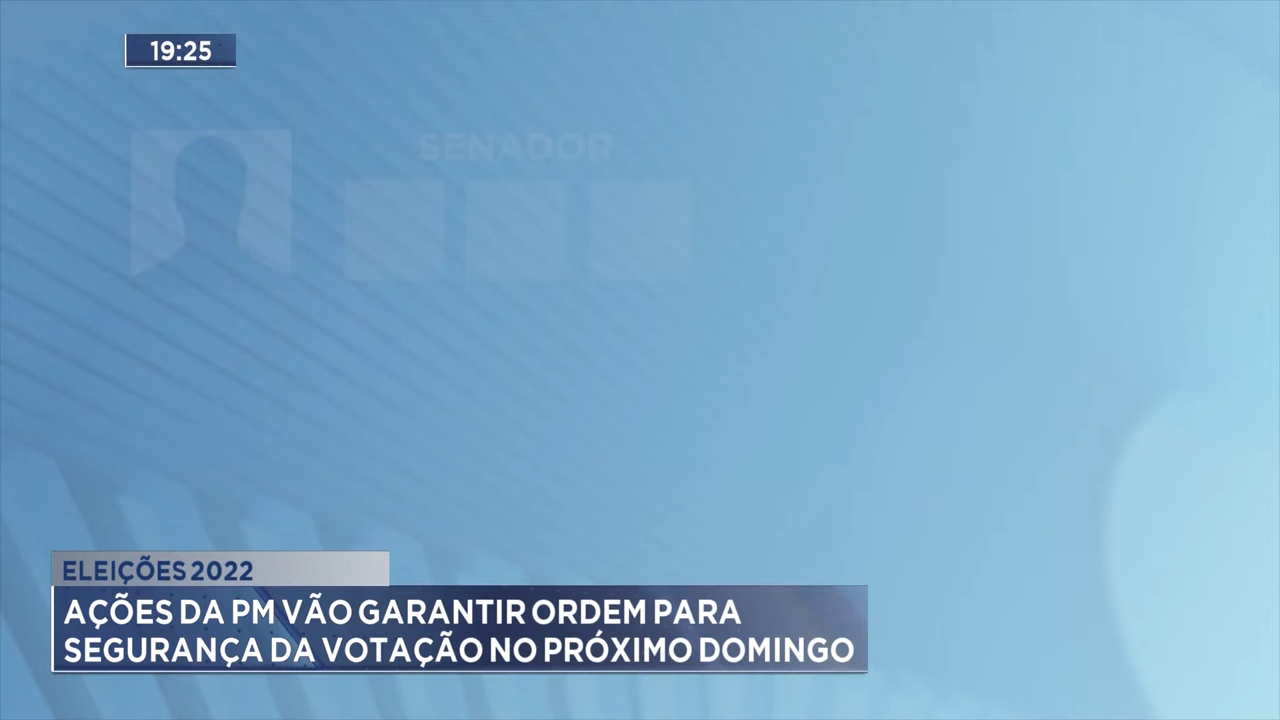 19:25
SENADOR
ELEIÇÕES 2022
AÇÕES DA PM VÃO GARANTIR ORDEM PARA
SEGURANÇA DA VOTAÇÃO NO PRÓXIMO DOMINGO